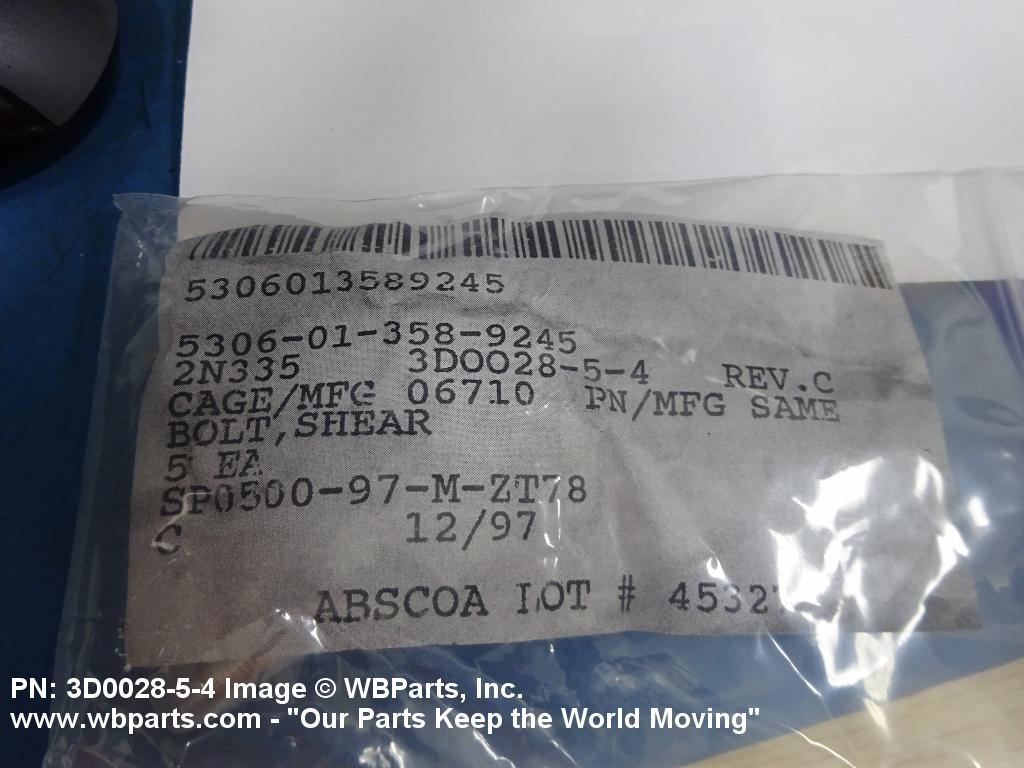 5306013589245
5306-01-358-9245
2N335 3D0028-5-4 REV.C
CAGE/MFG 06710 PN/MFG SAME
BOLT,SHEAR
5 EA
SP0500-97-M-ZT78
C 12/97
ABSCOA LOT #
PN: 3D0028-5-4 Image © WBParts, Inc.
www.wbparts.com - "Our Parts Keep the World Moving"